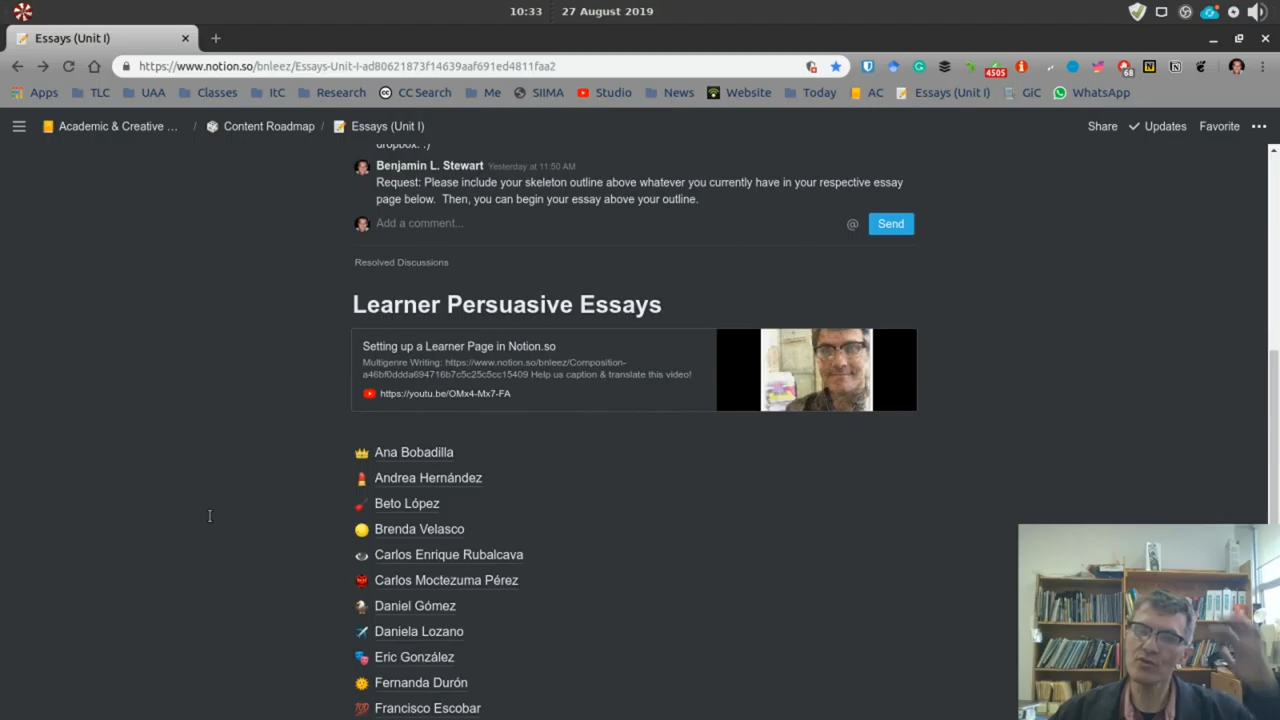 10:33 27 August 2019
Essays (Unit I)
https://www.notion.so/bnleez/Essays-Unit-I-ad80621873f14639aaf691ed4811faa2
4505
68
Apps TLC UAA Classes ItC Research CC Search Me SIIMA Studio News Website Today AC Essays (Unit I) GiC WhatsApp
Academic & Creative ... / Content Roadmap / Essays (Unit I) Share Updates Favorite
dropbox. :)
Benjamin L. Stewart Yesterday at 11:50 AM
Request: Please include your skeleton outline above whatever you currently have in your respective essay
page below. Then, you can begin your essay above your outline.
Add a comment... @ Send
Resolved Discussions
Learner Persuasive Essays
Setting up a Learner Page in Notion.so
Multigenre Writing: https://www.notion.so/bnleez/Composition-
a46bf0ddda694716b7c5c25c5cc15409 Help us caption & translate this video!
https://youtu.be/OMx4-Mx7-FA
Ana Bobadilla
Andrea Hernández
Beto López
Brenda Velasco
Carlos Enrique Rubalcava
Carlos Moctezuma Pérez
Daniel Gómez
Daniela Lozano
Eric González
Fernanda Durón
Francisco Escobar